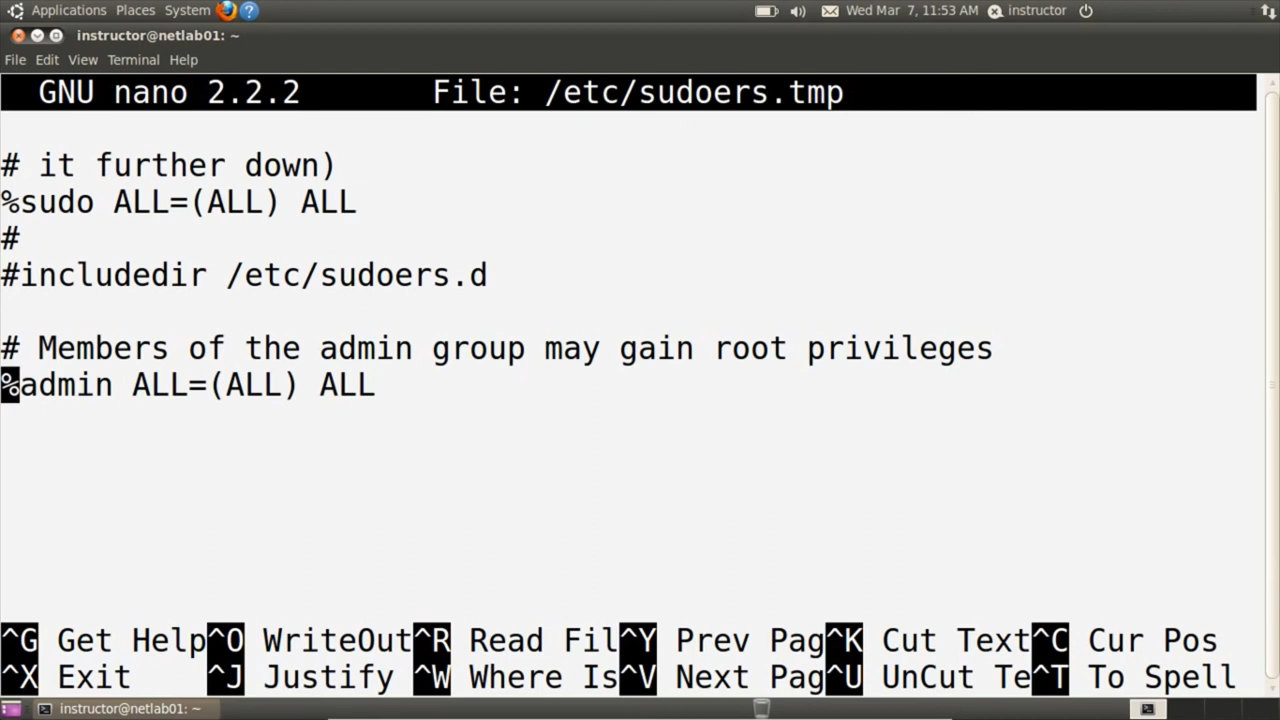 Applications Places System Wed Mar 7, 11:53 AM instructor
instructor@netlab01: ~
File Edit View Terminal Help
GNU nano 2.2.2 File: /etc/sudoers.tmp
# it further down)
%sudo ALL=(ALL) ALL
#
#includedir /etc/sudoers.d
# Members of the admin group may gain root privileges
%admin ALL=(ALL) ALL
^G Get Help^O WriteOut^R Read Fil^Y Prev Pag^K Cut Text^C Cur Pos
^X Exit ^J Justify ^W Where Is^V Next Pag^U UnCut Te^T To Spell
instructor@netlab01: ~